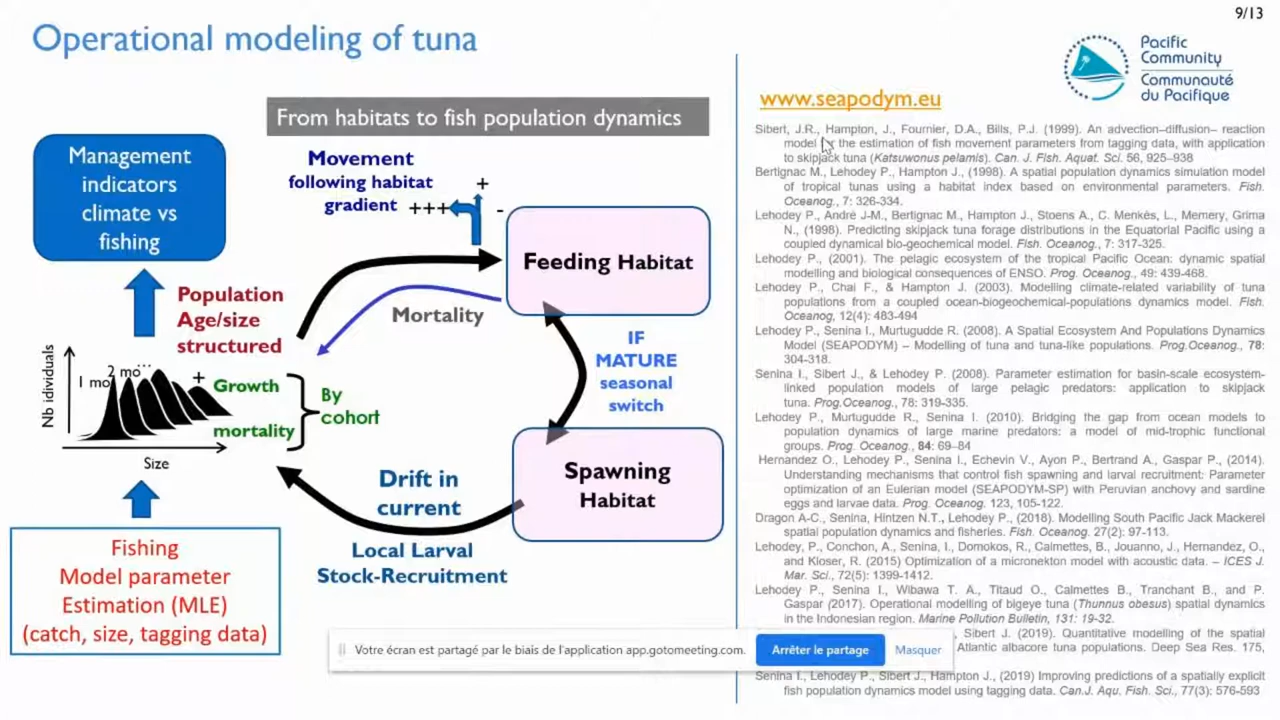 9/13
Operational modeling of tuna
Pacific
Community
Communauté
du Pacifique
From habitats to fish population dynamics
Management
indicators
climate vs
fishing
Movement
following habitat
gradient
+++
+
-
Feeding Habitat
Mortality
Population
Age/size
structured
IF
MATURE
seasonal
switch
Nb idividuals
1 mo
2 mo
...
+
Growth
mortality
By
cohort
Size
Spawning
Habitat
Drift in
current
Local Larval
Stock-Recruitment
Fishing
Model parameter
Estimation (MLE)
(catch, size, tagging data)
www.seapodym.eu
Sibert, J.R., Hampton, J., Fournier, D.A., Bills, P.J. (1999). An advection–diffusion– reaction
model for the estimation of fish movement parameters from tagging data, with application
to skipjack tuna (Katsuwonus pelamis). Can. J. Fish. Aquat. Sci. 56, 925–938
Bertignac M., Lehodey P., Hampton J., (1998). A spatial population dynamics simulation model
of tropical tunas using a habitat index based on environmental parameters. Fish.
Oceanog., 7: 326-334.
Lehodey P., André J-M., Bertignac M., Hampton J., Stoens A., C. Menkés, L., Memery, Grima
N., (1998). Predicting skipjack tuna forage distributions in the Equatorial Pacific using a
coupled dynamical bio-geochemical model. Fish. Oceanog., 7: 317-325.
Lehodey P., (2001). The pelagic ecosystem of the tropical Pacific Ocean: dynamic spatial
modelling and biological consequences of ENSO. Prog. Oceanog., 49: 439-468.
Lehodey P., Chai F., & Hampton J. (2003). Modelling climate-related variability of tuna
populations from a coupled ocean-biogeochemical-populations dynamics model. Fish.
Oceanog, 12(4): 483-494
Lehodey P., Senina I., Murtugudde R. (2008). A Spatial Ecosystem And Populations Dynamics
Model (SEAPODYM) – Modelling of tuna and tuna-like populations. Prog.Oceanog., 78:
304-318.
Senina I., Sibert J., & Lehodey P. (2008). Parameter estimation for basin-scale ecosystem-
linked population models of large pelagic predators: application to skipjack
tuna. Prog.Oceanog., 78: 319-335.
Lehodey P., Murtugudde R., Senina I. (2010). Bridging the gap from ocean models to
population dynamics of large marine predators: a model of mid-trophic functional
groups. Prog. Oceanog., 84: 69–84
Hernandez O., Lehodey P., Senina I., Echevin V., Ayon P., Bertrand A., Gaspar P., (2014).
Understanding mechanisms that control fish spawning and larval recruitment: Parameter
optimization of an Eulerian model (SEAPODYM-SP) with Peruvian anchovy and sardine
eggs and larvae data. Prog. Oceanog. 123, 105-122.
Dragon A-C., Senina, Hintzen N.T., Lehodey P., (2018). Modelling South Pacific Jack Mackerel
spatial population dynamics and fisheries. Fish. Oceanog. 27(2): 97-113.
Lehodey, P., Conchon, A., Senina, I., Domokos, R., Calmettes, B., Jouanno, J., Hernandez, O.,
and Kloser, R. (2015) Optimization of a micronekton model with acoustic data. – ICES J.
Mar. Sci., 72(5): 1399-1412.
Lehodey P., Senina I., Wibawa T. A., Titaud O., Calmettes B., Tranchant B., and P.
Gaspar (2017). Operational modelling of bigeye tuna (Thunnus obesus) spatial dynamics
in the Indonesian region. Marine Pollution Bulletin, 131: 19-32.
, Sibert J. (2019). Quantitative modelling of the spatial
Atlantic albacore tuna populations. Deep Sea Res. 175,
Senina I., Lehodey P., Sibert J., Hampton J., (2019) Improving predictions of a spatially explicit
fish population dynamics model using tagging data. Can.J. Aqu. Fish. Sci., 77(3): 576-593
Votre écran est partagé par le biais de l'application app.gotomeeting.com.
Arrêter le partage
Masquer